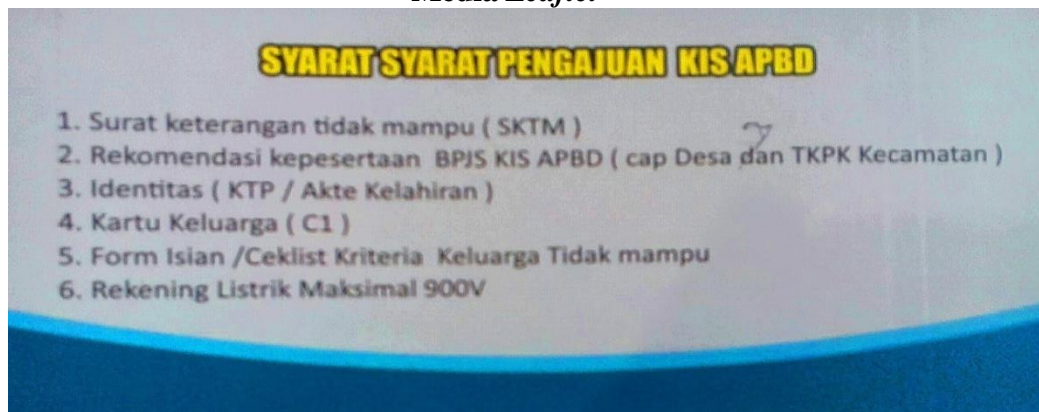 SYARAT SYARAT PENGAJUAN KIS APBD
1. Surat keterangan tidak mampu ( SKTM )
2. Rekomendasi kepesertaan BPJS KIS APBD ( cap Desa dan TKPK Kecamatan )
3. Identitas ( KTP / Akte Kelahiran )
4. Kartu Keluarga ( C1 )
5. Form Isian /Ceklist Kriteria Keluarga Tidak mampu
6. Rekening Listrik Maksimal 900V